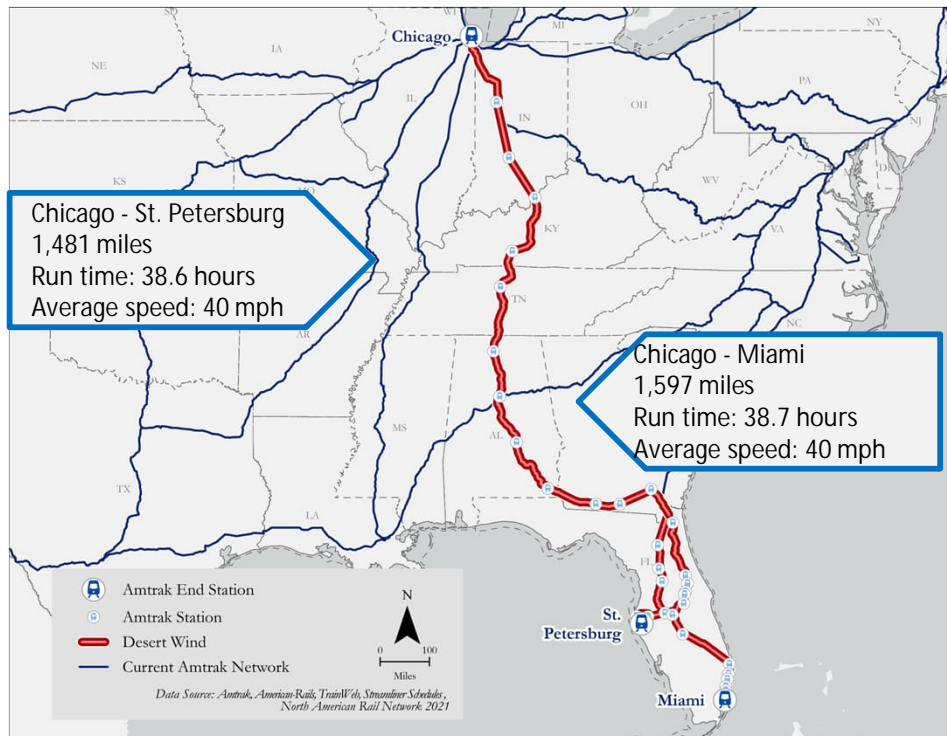 SD
WI
MI
NY
Chicago
IA
NE
PA
IL
IN
OH
NJ
DE
WV
KS
MO
VA
KY
Chicago - St. Petersburg
1,481 miles
Run time: 38.6 hours
Average speed: 40 mph
TN
NC
AR
Chicago - Miami
1,597 miles
Run time: 38.7 hours
Average speed: 40 mph
MS
AL
TX
LA
FL
Amtrak End Station
Amtrak Station
Desert Wind
Current Amtrak Network
N
0 100
Miles
Data Source: Amtrak, American-Rails, TrainWeb, Streamliner Schedules,
North American Rail Network 2021
St.
Petersburg
Miami